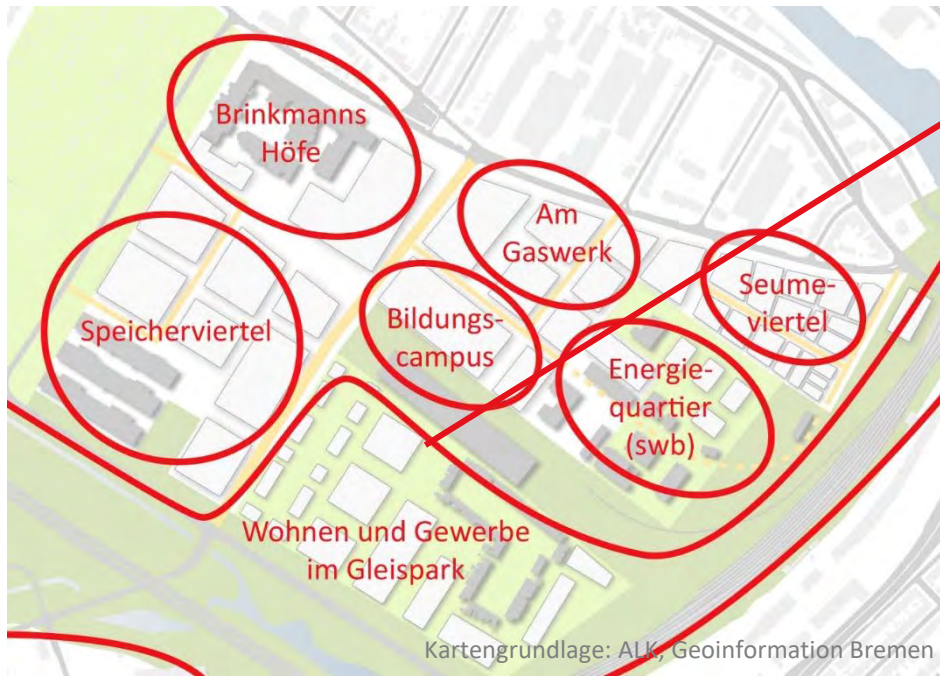 Brinkmanns
Höfe
Am
Gaswerk
Seume-
viertel
Speicherviertel
Bildungs-
campus
Energie-
quartier
(swb)
Wohnen und Gewerbe
im Gleispark
Kartengrundlage: ALK, Geoinformation Bremen